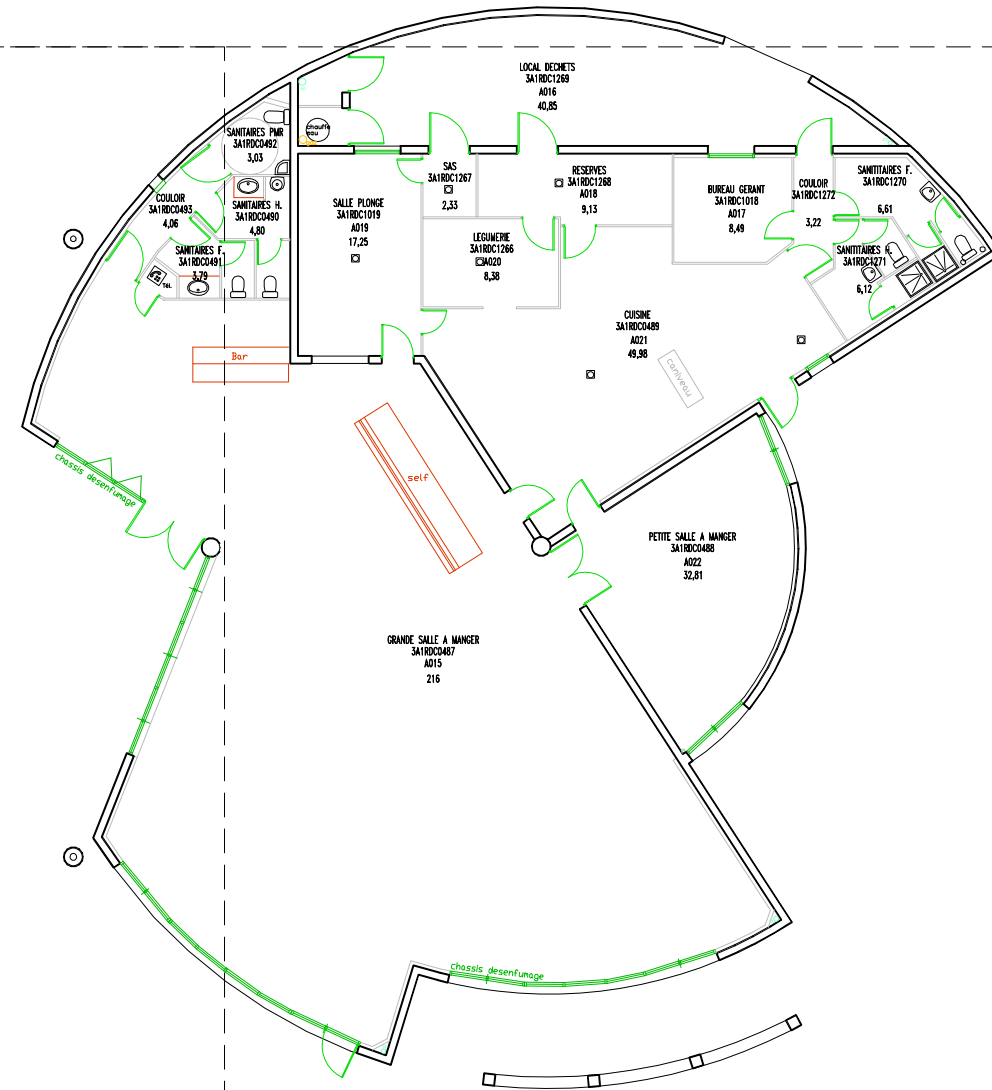 LOCAL DECHETS
3A1RDC1269
A016
40,85
chauffe
eau
SANITAIRES PMR
3A1RDC0492
3,03
SAS
3A1RDC1267
2,33
RESERVES
3A1RDC1268
A018
9,13
BUREAU GERANT
3A1RDC1018
A017
8,49
COULOIR
3A1RDC1272
3,22
SANITITAIRES F.
3A1RDC1270
6,61
COULOIR
3A1RDC0493
4,06
SANITAIRES H.
3A1RDC0490
4,80
SALLE PLONGE
3A1RDC1019
A019
17,25
LEGUMERIE
3A1RDC1266
A020
8,38
SANITAIRES F.
3A1RDC0491
3,79
Tél.
SANITITAIRES H.
3A1RDC1271
6,12
CUISINE
3A1RDC0489
A021
49,98
caniveau
Bar
self
chassis desenfumage
PETITE SALLE A MANGER
3A1RDC0488
A022
32,81
GRANDE SALLE A MANGER
3A1RDC0487
A015
216
chassis desenfumage